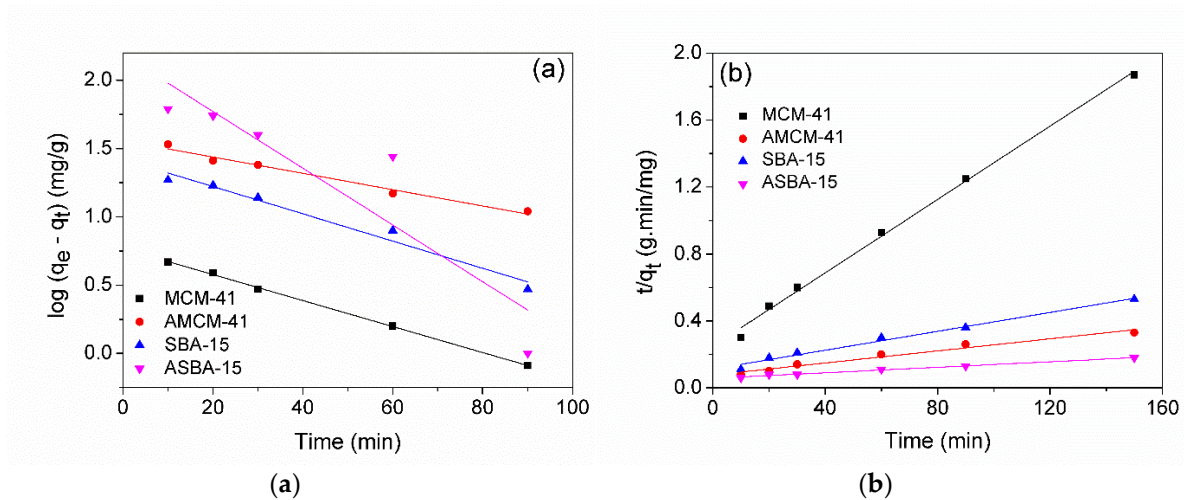 (a)
log (qe - qt) (mg/g)
2.0
1.5
1.0
0.5
0.0
MCM-41
AMCM-41
SBA-15
ASBA-15
0 20 40 60 80 100
Time (min)
(a)
(b)
t/qt (g.min/mg)
2.0
1.6
1.2
0.8
0.4
0.0
MCM-41
AMCM-41
SBA-15
ASBA-15
0 40 80 120 160
Time (min)
(b)